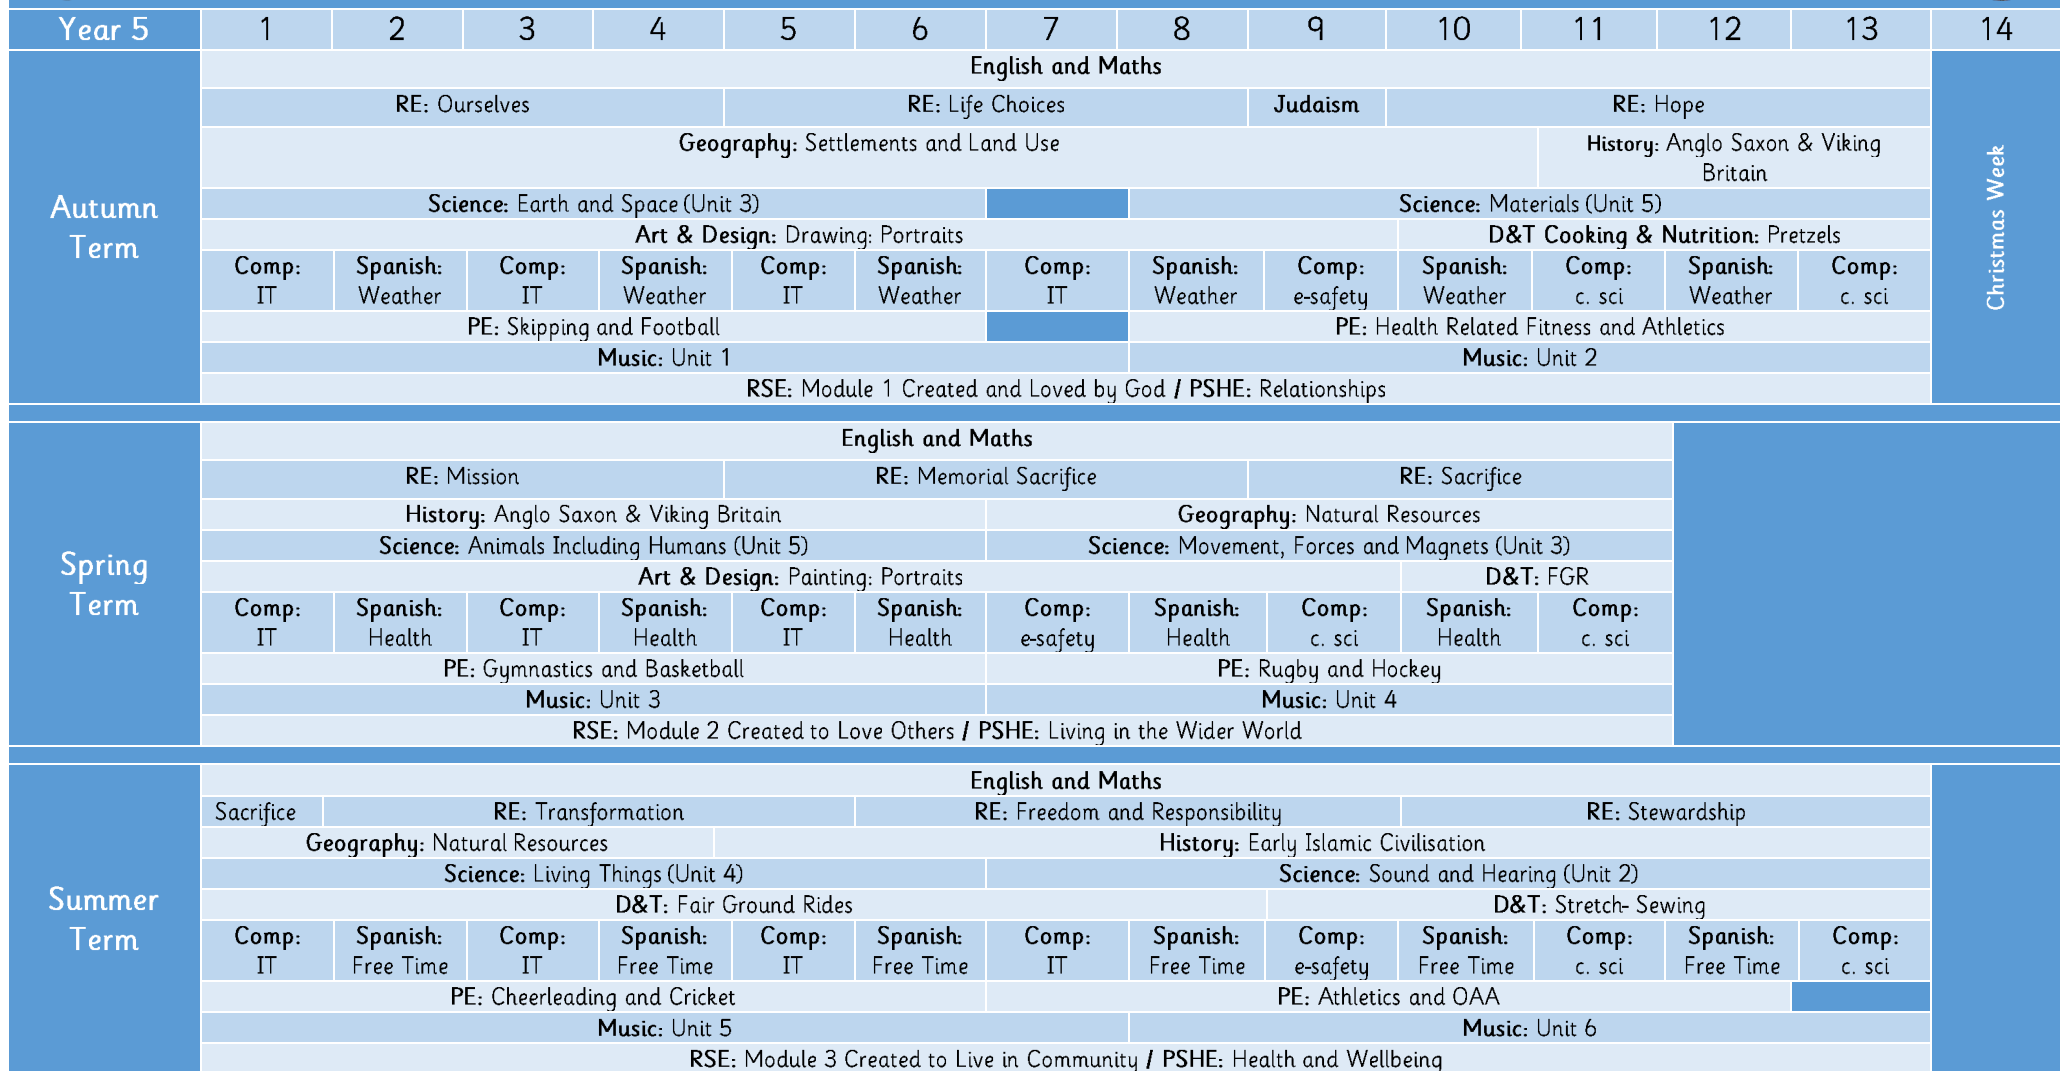 Year 5 1 2 3 4 5 6 7 8 9 10 11 12 13 14
Autumn
Term
English and Maths
RE: Ourselves RE: Life Choices Judaism RE: Hope
Geography: Settlements and Land Use History: Anglo Saxon & Viking
Britain
Science: Earth and Space (Unit 3) Science: Materials (Unit 5)
Art & Design: Drawing: Portraits D&T Cooking & Nutrition: Pretzels
Comp: Spanish: Comp: Spanish: Comp: Spanish: Comp: Spanish: Comp: Spanish: Comp: Spanish: Comp:
IT Weather IT Weather IT Weather IT Weather e-safety Weather c. sci Weather c. sci
PE: Skipping and Football PE: Health Related Fitness and Athletics
Music: Unit 1 Music: Unit 2
RSE: Module 1 Created and Loved by God / PSHE: Relationships
Christmas Week
Spring
Term
English and Maths
RE: Mission RE: Memorial Sacrifice RE: Sacrifice
History: Anglo Saxon & Viking Britain Geography: Natural Resources
Science: Animals Including Humans (Unit 5) Science: Movement, Forces and Magnets (Unit 3)
Art & Design: Painting: Portraits D&T: FGR
Comp: Spanish: Comp: Spanish: Comp: Spanish: Comp: Spanish: Comp: Spanish: Comp:
IT Health IT Health IT Health e-safety Health c. sci Health c. sci
PE: Gymnastics and Basketball PE: Rugby and Hockey
Music: Unit 3 Music: Unit 4
RSE: Module 2 Created to Love Others / PSHE: Living in the Wider World
Summer
Term
English and Maths
Sacrifice RE: Transformation RE: Freedom and Responsibility RE: Stewardship
Geography: Natural Resources History: Early Islamic Civilisation
Science: Living Things (Unit 4) Science: Sound and Hearing (Unit 2)
D&T: Fair Ground Rides D&T: Stretch- Sewing
Comp: Spanish: Comp: Spanish: Comp: Spanish: Comp: Spanish: Comp: Spanish: Comp: Spanish: Comp:
IT Free Time IT Free Time IT Free Time IT Free Time e-safety Free Time c. sci Free Time c. sci
PE: Cheerleading and Cricket PE: Athletics and OAA
Music: Unit 5 Music: Unit 6
RSE: Module 3 Created to Live in Community / PSHE: Health and Wellbeing